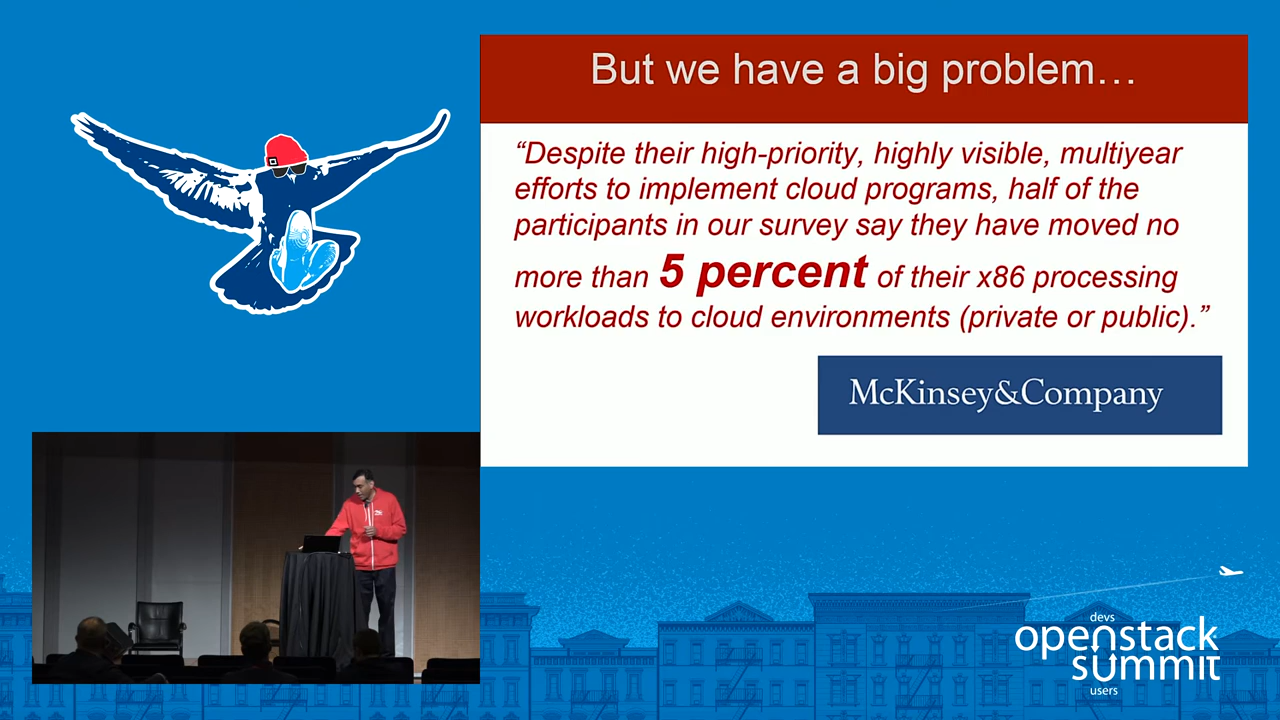 But we have a big problem…
“Despite their high-priority, highly visible, multiyear
efforts to implement cloud programs, half of the
participants in our survey say they have moved no
more than 5 percent of their x86 processing
workloads to cloud environments (private or public).”
McKinsey&Company
devs
openstack
summit
users